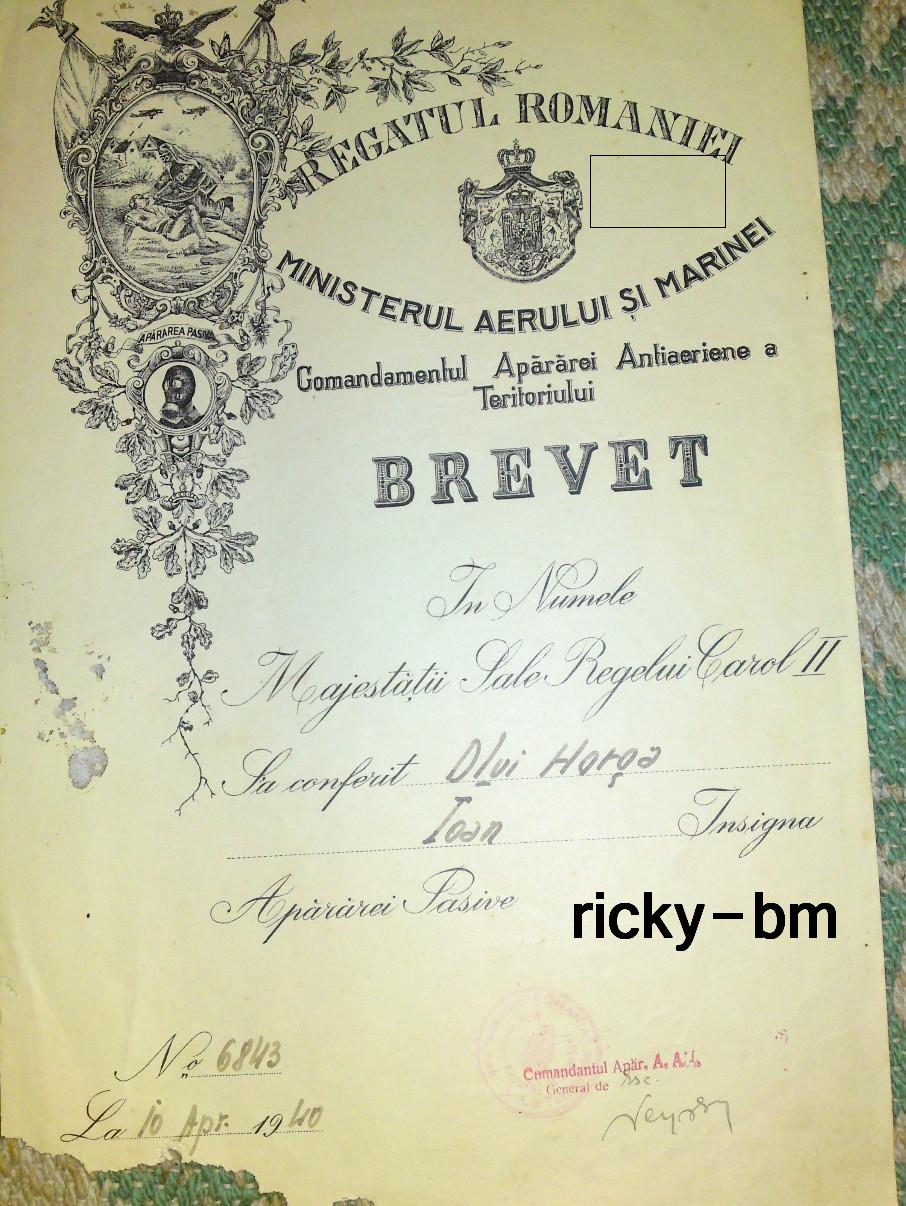 REGATUL ROMANIEI
MINISTERUL AERULUI ȘI MARINEI
APARAREA PASIVA
Comandamentul Apărărei Antiaeriene a
Teritoriului
BREVET
In Numele
Majestății Sale Regelui Carol II
S'a conferit Dlui Horga
Ioan Insigna
Apărărei Pasive
ricky-bm
No 6843
Comandantul Apăr. A. A.
General de
La 10 Apr. 1940